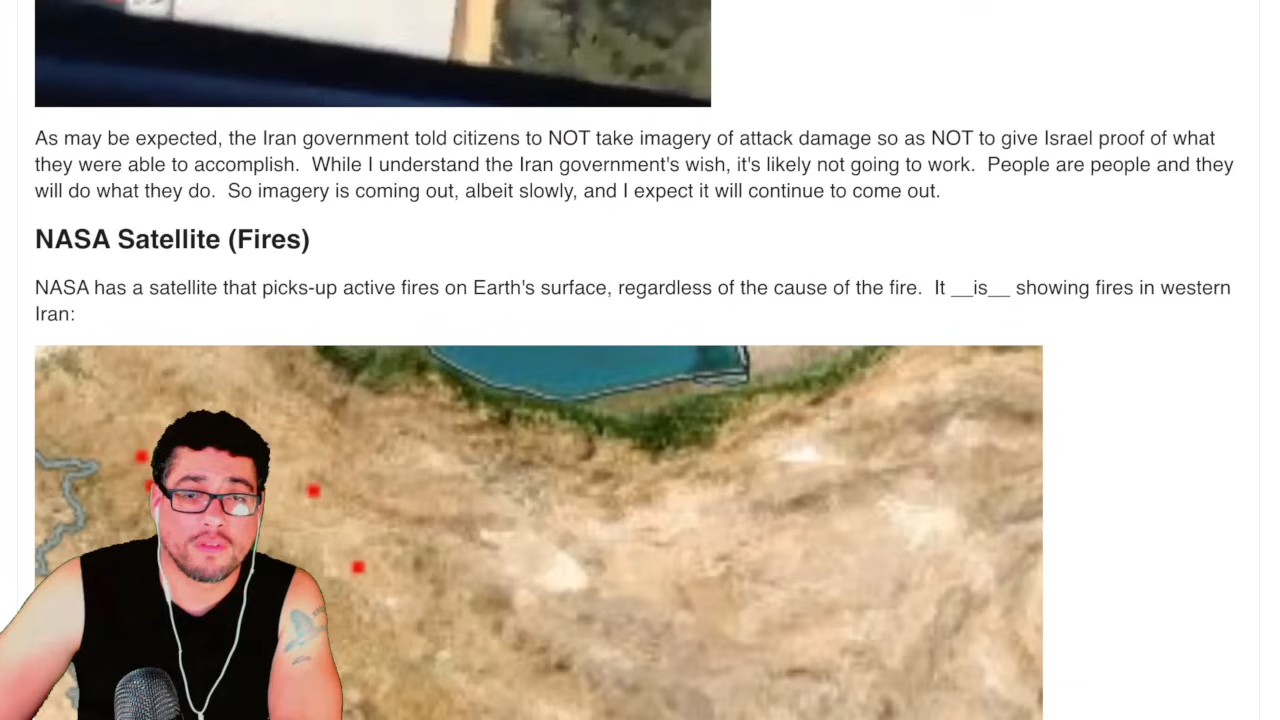 As may be expected, the Iran government told citizens to NOT take imagery of attack damage so as NOT to give Israel proof of what
they were able to accomplish.  While I understand the Iran government's wish, it's likely not going to work.  People are people and they
will do what they do.  So imagery is coming out, albeit slowly, and I expect it will continue to come out.
NASA Satellite (Fires)
NASA has a satellite that picks-up active fires on Earth's surface, regardless of the cause of the fire.  It __is__ showing fires in western
Iran: